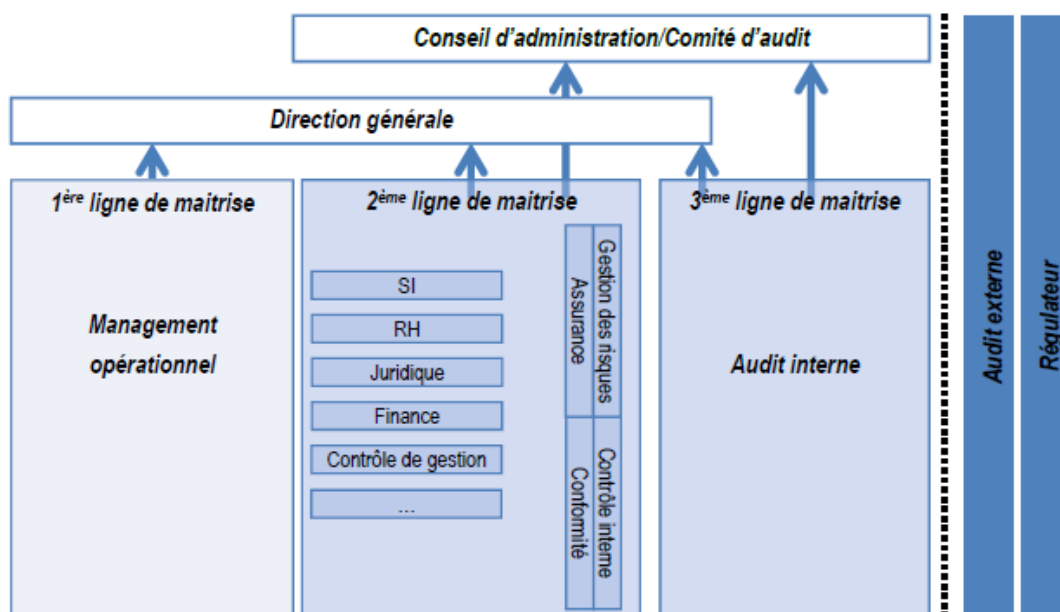 Conseil d'administration/Comité d'audit
Direction générale
1ère ligne de maitrise
2ème ligne de maitrise
3ème ligne de maitrise
Management
opérationnel
SI
RH
Juridique
Finance
Contrôle de gestion
...
Assurance
Gestion des risques
Conformité
Contrôle interne
Audit interne
Audit externe
Régulateur